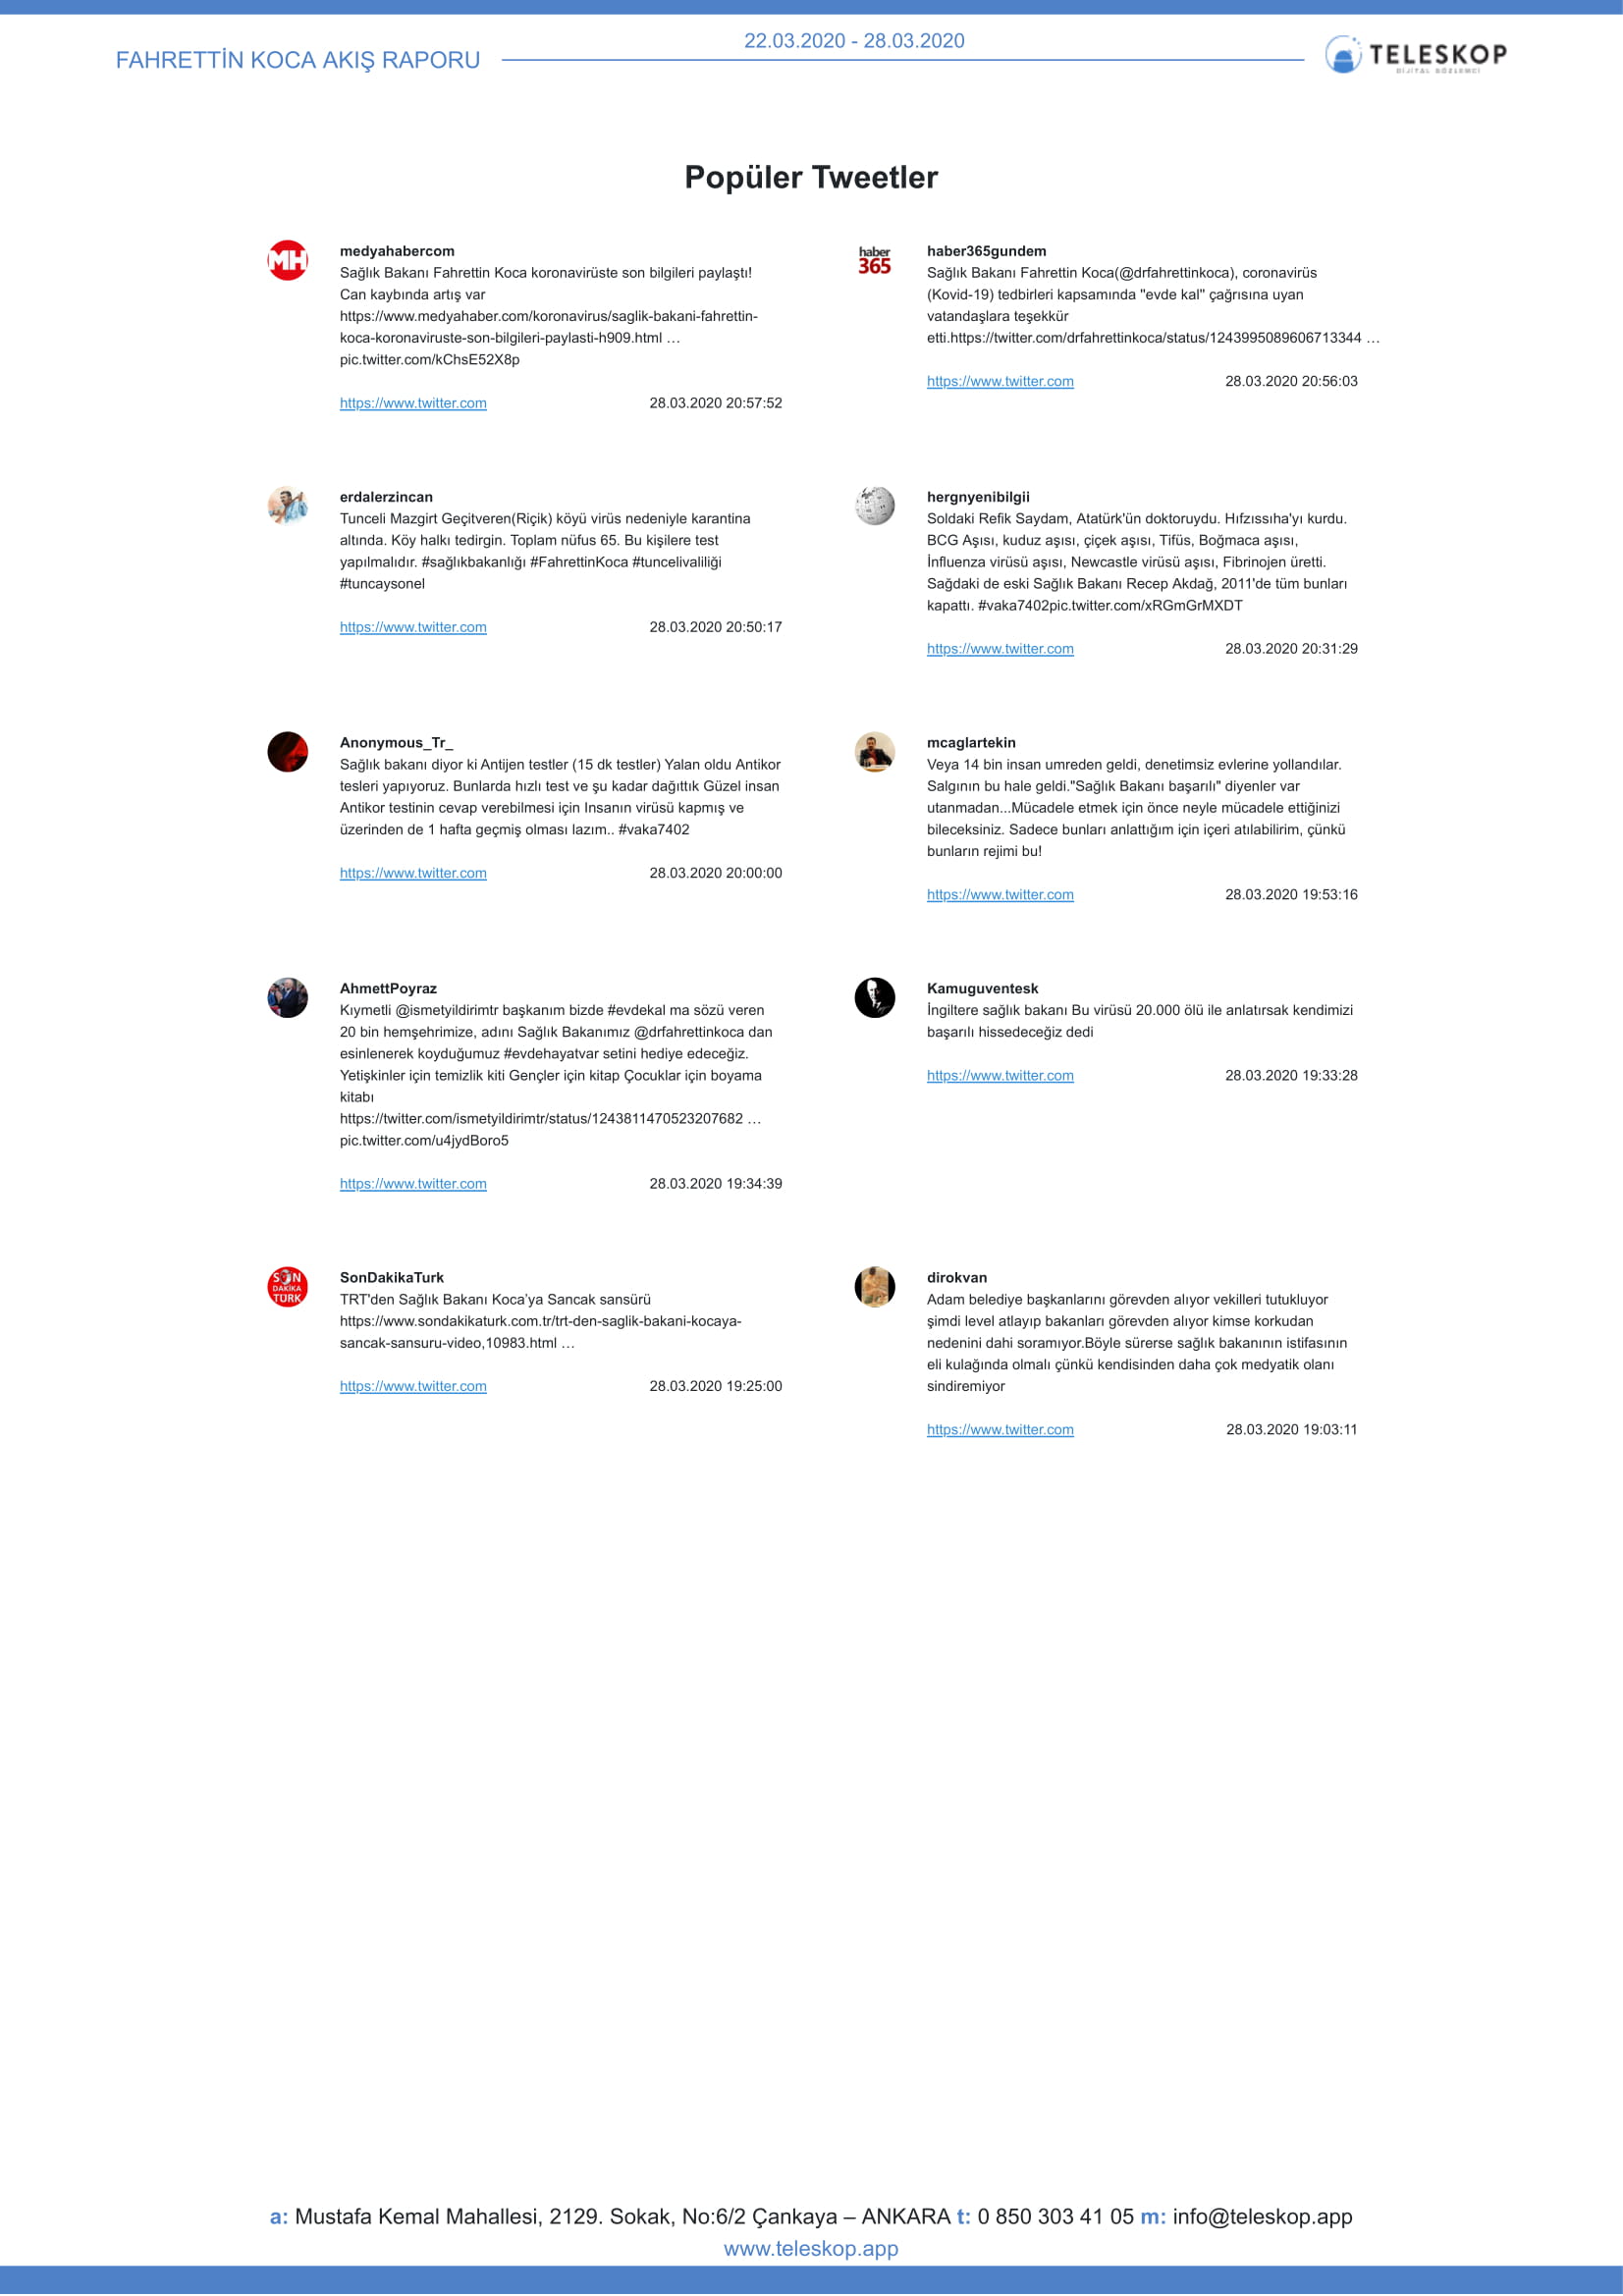 FAHRETTİN KOCA AKIŞ RAPORU
22.03.2020 - 28.03.2020
TELESKOP
DİJİTAL GÖZLEMCİ
Popüler Tweetler
MH
medyahabercom
Sağlık Bakanı Fahrettin Koca koronavirüste son bilgileri paylaştı!
Can kaybında artış var
https://www.medyahaber.com/koronavirus/saglik-bakani-fahrettin-
koca-koronaviruste-son-bilgileri-paylasti-h909.html …
pic.twitter.com/kChsE52X8p
https://www.twitter.com 28.03.2020 20:57:52
haber
365
haber365gundem
Sağlık Bakanı Fahrettin Koca(@drfahrettinkoca), coronavirüs
(Kovid-19) tedbirleri kapsamında "evde kal" çağrısına uyan
vatandaşlara teşekkür
etti.https://twitter.com/drfahrettinkoca/status/1243995089606713344 …
https://www.twitter.com 28.03.2020 20:56:03
erdalerzincan
Tunceli Mazgirt Geçitveren(Riçik) köyü virüs nedeniyle karantina
altında. Köy halkı tedirgin. Toplam nüfus 65. Bu kişilere test
yapılmalıdır. #sağlıkbakanlığı #FahrettinKoca #tuncelivaliliği
#tuncaysonel
https://www.twitter.com 28.03.2020 20:50:17
hergnyenibilgii
Soldaki Refik Saydam, Atatürk'ün doktoruydu. Hıfzıssıha'yı kurdu.
BCG Aşısı, kuduz aşısı, çiçek aşısı, Tifüs, Boğmaca aşısı,
İnfluenza virüsü aşısı, Newcastle virüsü aşısı, Fibrinojen üretti.
Sağdaki de eski Sağlık Bakanı Recep Akdağ, 2011'de tüm bunları
kapattı. #vaka7402pic.twitter.com/xRGmGrMXDT
https://www.twitter.com 28.03.2020 20:31:29
Anonymous_Tr_
Sağlık bakanı diyor ki Antijen testler (15 dk testler) Yalan oldu Antikor
tesleri yapıyoruz. Bunlarda hızlı test ve şu kadar dağıttık Güzel insan
Antikor testinin cevap verebilmesi için Insanın virüsü kapmış ve
üzerinden de 1 hafta geçmiş olması lazım.. #vaka7402
https://www.twitter.com 28.03.2020 20:00:00
mcaglartekin
Veya 14 bin insan umreden geldi, denetimsiz evlerine yollandılar.
Salgının bu hale geldi."Sağlık Bakanı başarılı" diyenler var
utanmadan...Mücadele etmek için önce neyle mücadele ettiğinizi
bileceksiniz. Sadece bunları anlattığım için içeri atılabilirim, çünkü
bunların rejimi bu!
https://www.twitter.com 28.03.2020 19:53:16
AhmettPoyraz
Kıymetli @ismetyildirimtr başkanım bizde #evdekal ma sözü veren
20 bin hemşehrimize, adını Sağlık Bakanımız @drfahrettinkoca dan
esinlenerek koyduğumuz #evdehayatvar setini hediye edeceğiz.
Yetişkinler için temizlik kiti Gençler için kitap Çocuklar için boyama
kitabı
https://twitter.com/ismetyildirimtr/status/1243811470523207682 …
pic.twitter.com/u4jydBoro5
https://www.twitter.com 28.03.2020 19:34:39
Kamuguventesk
İngiltere sağlık bakanı Bu virüsü 20.000 ölü ile anlatırsak kendimizi
başarılı hissedeceğiz dedi
https://www.twitter.com 28.03.2020 19:33:28
SON
DAKİKA
TÜRK
SonDakikaTurk
TRT'den Sağlık Bakanı Koca’ya Sancak sansürü
https://www.sondakikaturk.com.tr/trt-den-saglik-bakani-kocaya-
sancak-sansuru-video,10983.html …
https://www.twitter.com 28.03.2020 19:25:00
dirokvan
Adam belediye başkanlarını görevden alıyor vekilleri tutukluyor
şimdi level atlayıp bakanları görevden alıyor kimse korkudan
nedenini dahi soramıyor.Böyle sürerse sağlık bakanının istifasının
eli kulağında olmalı çünkü kendisinden daha çok medyatik olanı
sindiremiyor
https://www.twitter.com 28.03.2020 19:03:11
a: Mustafa Kemal Mahallesi, 2129. Sokak, No:6/2 Çankaya – ANKARA t: 0 850 303 41 05 m: info@teleskop.app
www.teleskop.app